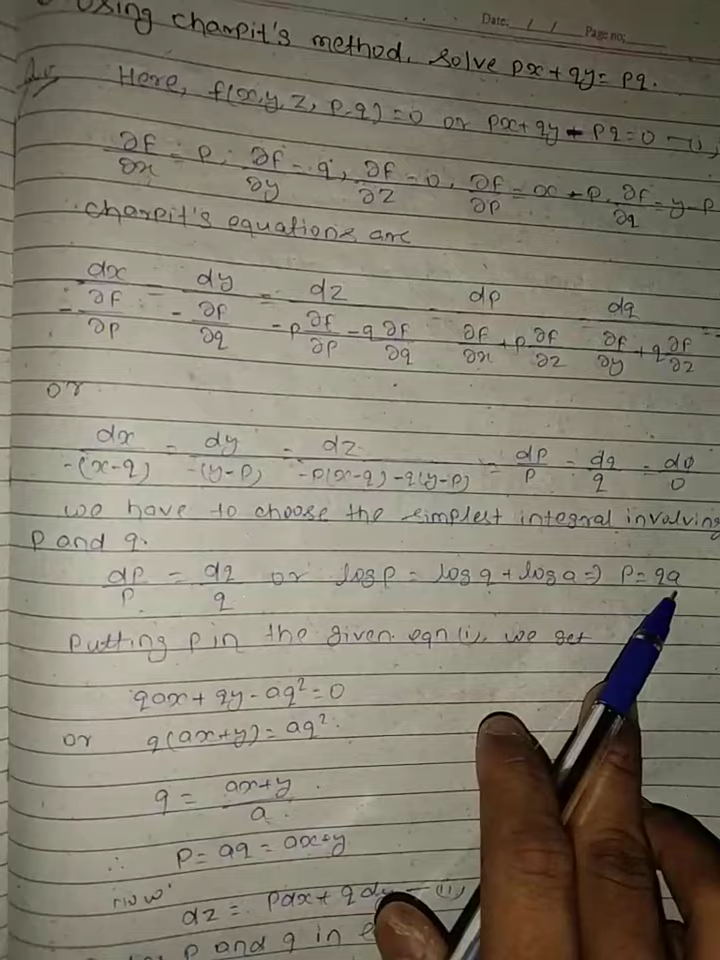 Date: / / Page no:
Using charpit's method, solve px + qy = pq.
Here, f(x, y, z, p, q) = 0 or px + qy - pq = 0 —(i),
∂f/∂x = p, ∂f/∂y = q, ∂f/∂z = 0, ∂f/∂p = x - p, ∂f/∂q = y - p
charpit's equations are
dx/(-∂f/∂p) = dy/(-∂f/∂q) = dz/(-p ∂f/∂p - q ∂f/∂q) = dp/(∂f/∂x + p ∂f/∂z) = dq/(∂f/∂y + q ∂f/∂z) =
or
dx/(-(x-q)) = dy/(-(y-p)) = dz/(-p(x-q) - q(y-p)) = dp/p = dq/q = dφ/0
we have to choose the simplest integral involving
p and q.
dp/p = dq/q or log p = log q + log a ⇒ p = qa
Putting p in the given eqn (i), we get
qax + qy - aq² = 0
or q(ax + y) = aq².
q = (ax + y)/a
∴ p = aq = ax + y
now
dz = pdx + q dy — (ii)
p and q in